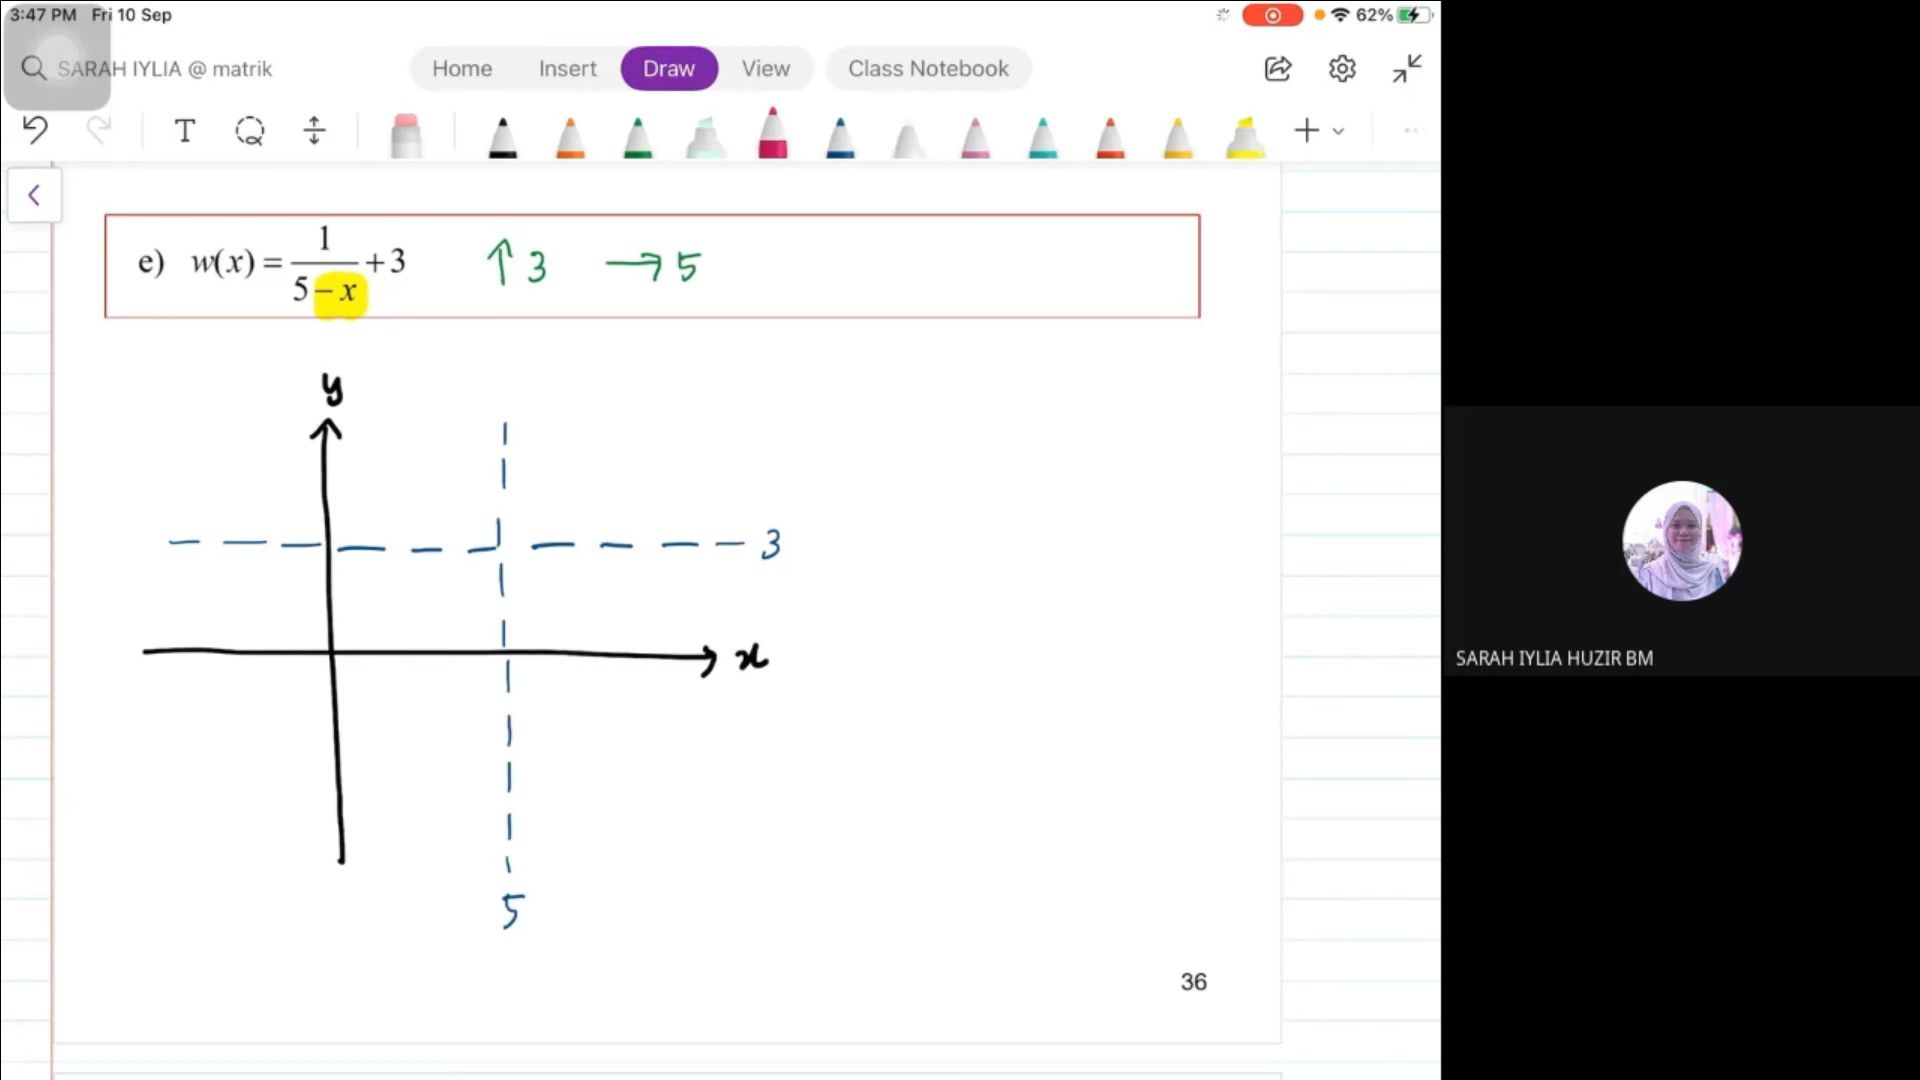 3:47 PM Fri 10 Sep
62%
SARAH IYLIA @ matrik
Home Insert Draw View Class Notebook
T
e) w(x) = 1/(5 − x) + 3 ↑ 3 → 5
y
3
x
SARAH IYLIA HUZIR BM
5
36